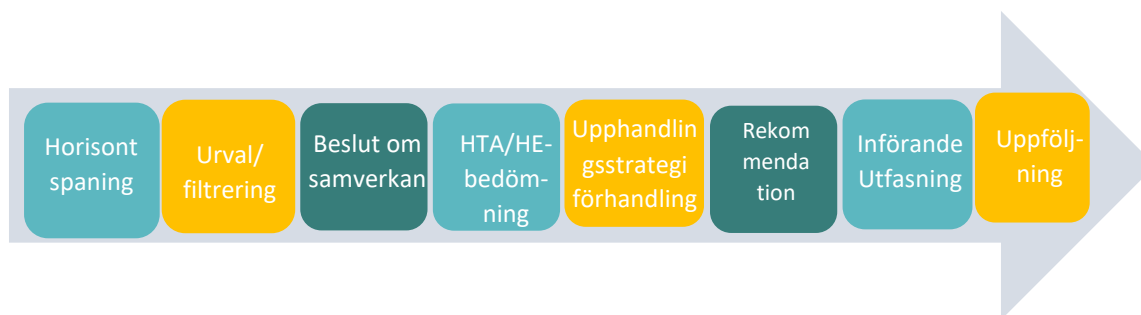 Horisont
spaning
Urval/
filtrering
Beslut om
samverkan
HTA/HE-
bedöm-
ning
Upphandlin
gsstrategi
förhandling
Rekom
menda
tion
Införande
Utfasning
Uppfölj-
ning